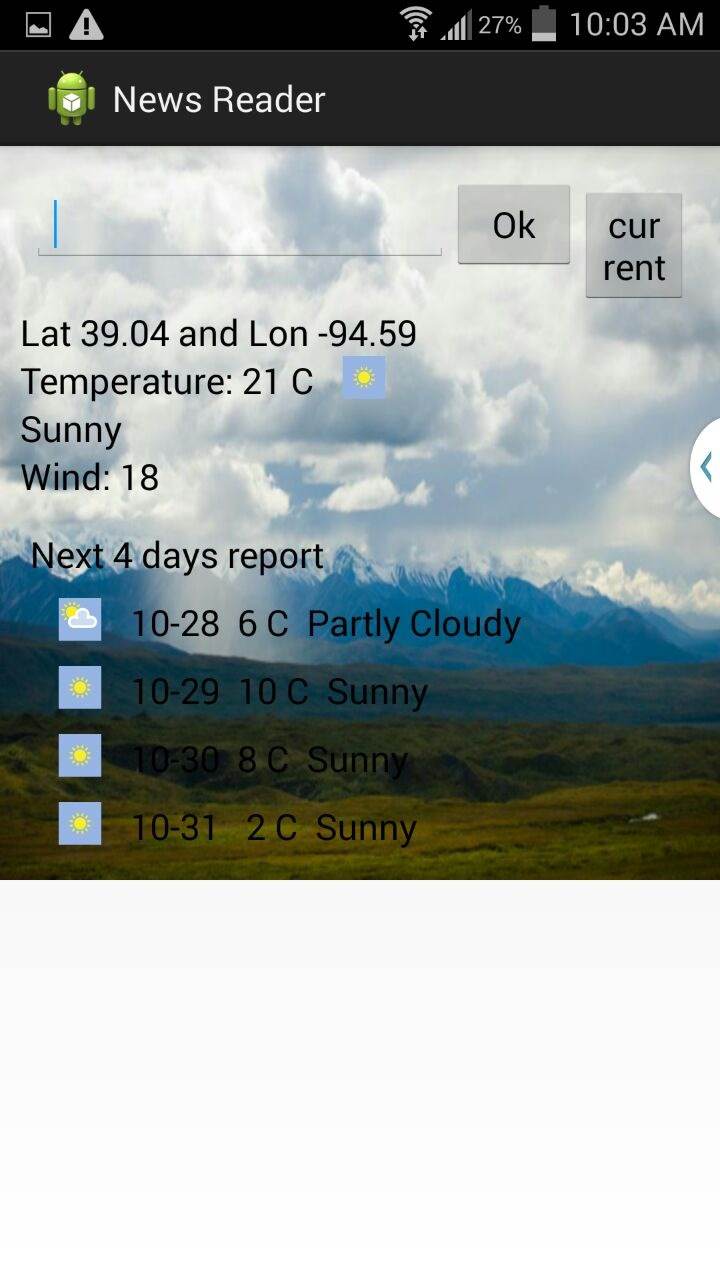 27% 10:03 AM
News Reader
Ok
cur
rent
Lat 39.04 and Lon -94.59
Temperature: 21 C
Sunny
Wind: 18
Next 4 days report
10-28 6 C Partly Cloudy
10-29 10 C Sunny
10-30 8 C Sunny
10-31 2 C Sunny